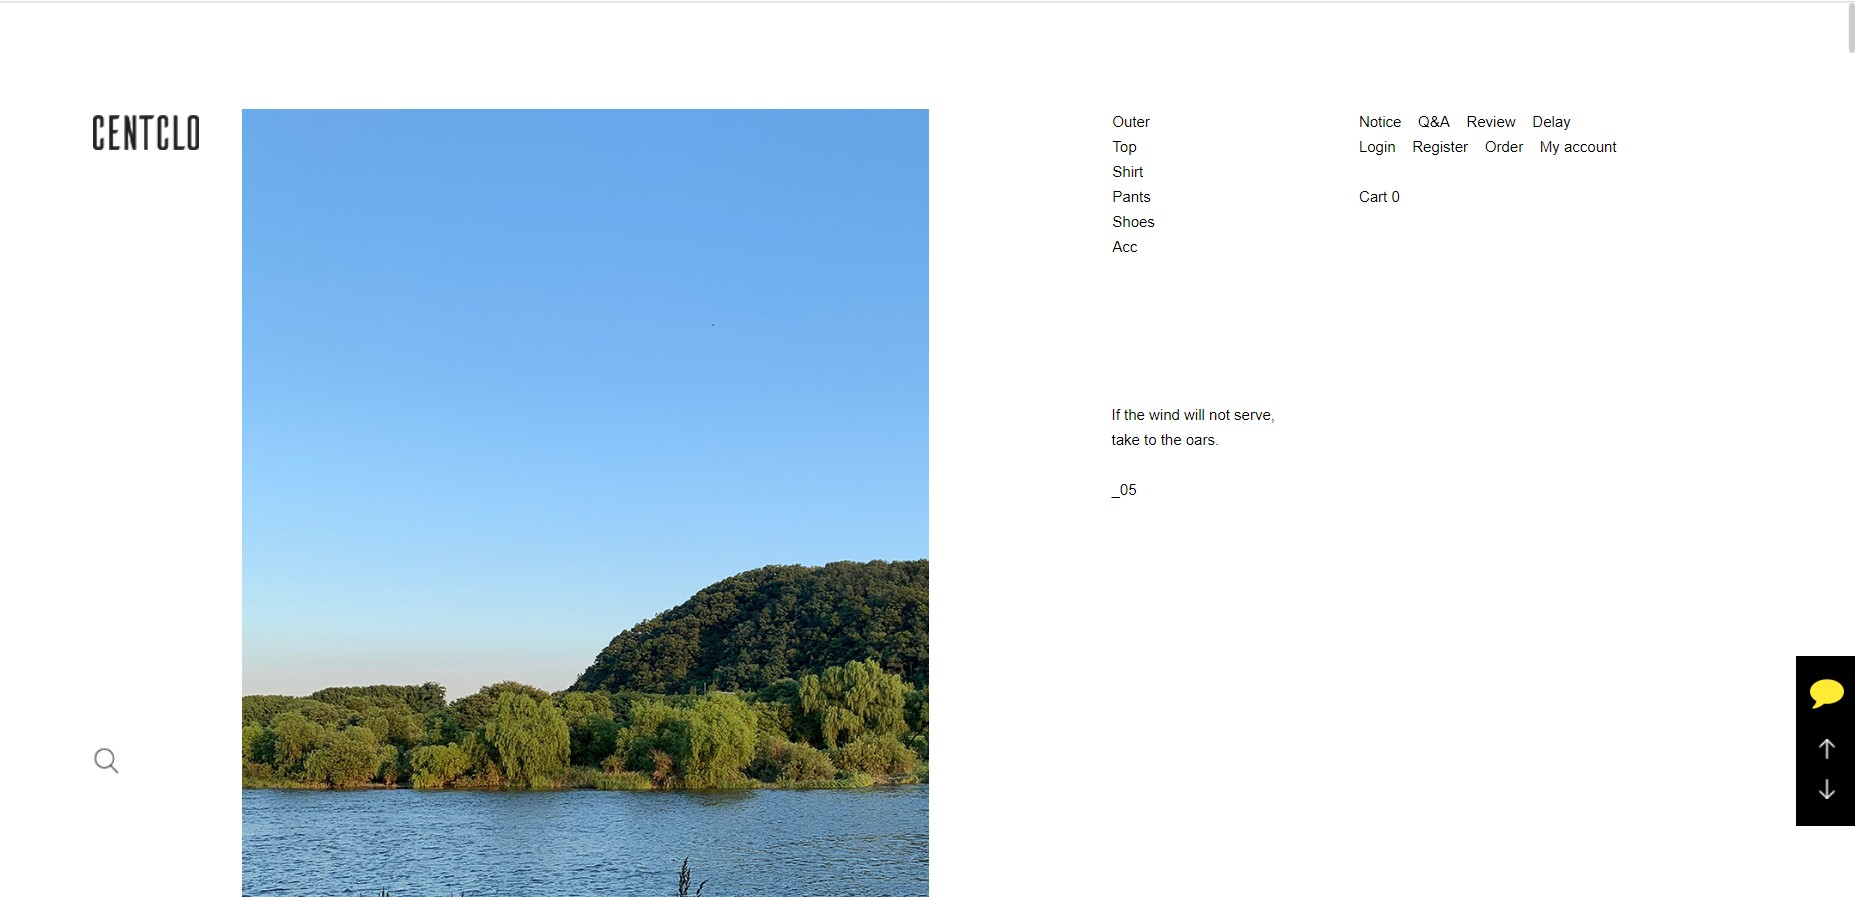 CENTCLO
Outer
Top
Shirt
Pants
Shoes
Acc
Notice Q&A Review Delay
Login Register Order My account
Cart 0
If the wind will not serve,
take to the oars.
_05